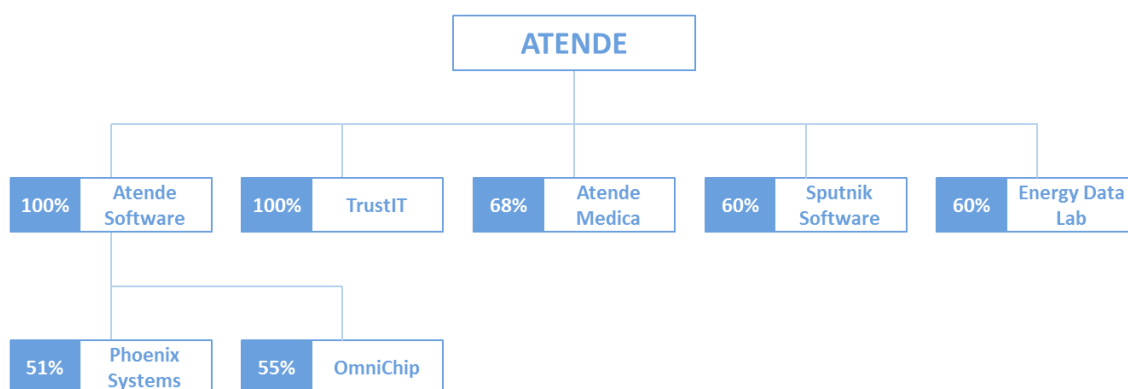 ATENDE
100%
Atende
Software
100%
TrustIT
68%
Atende
Medica
60%
Sputnik
Software
60%
Energy Data
Lab
51%
Phoenix
Systems
55%
OmniChip